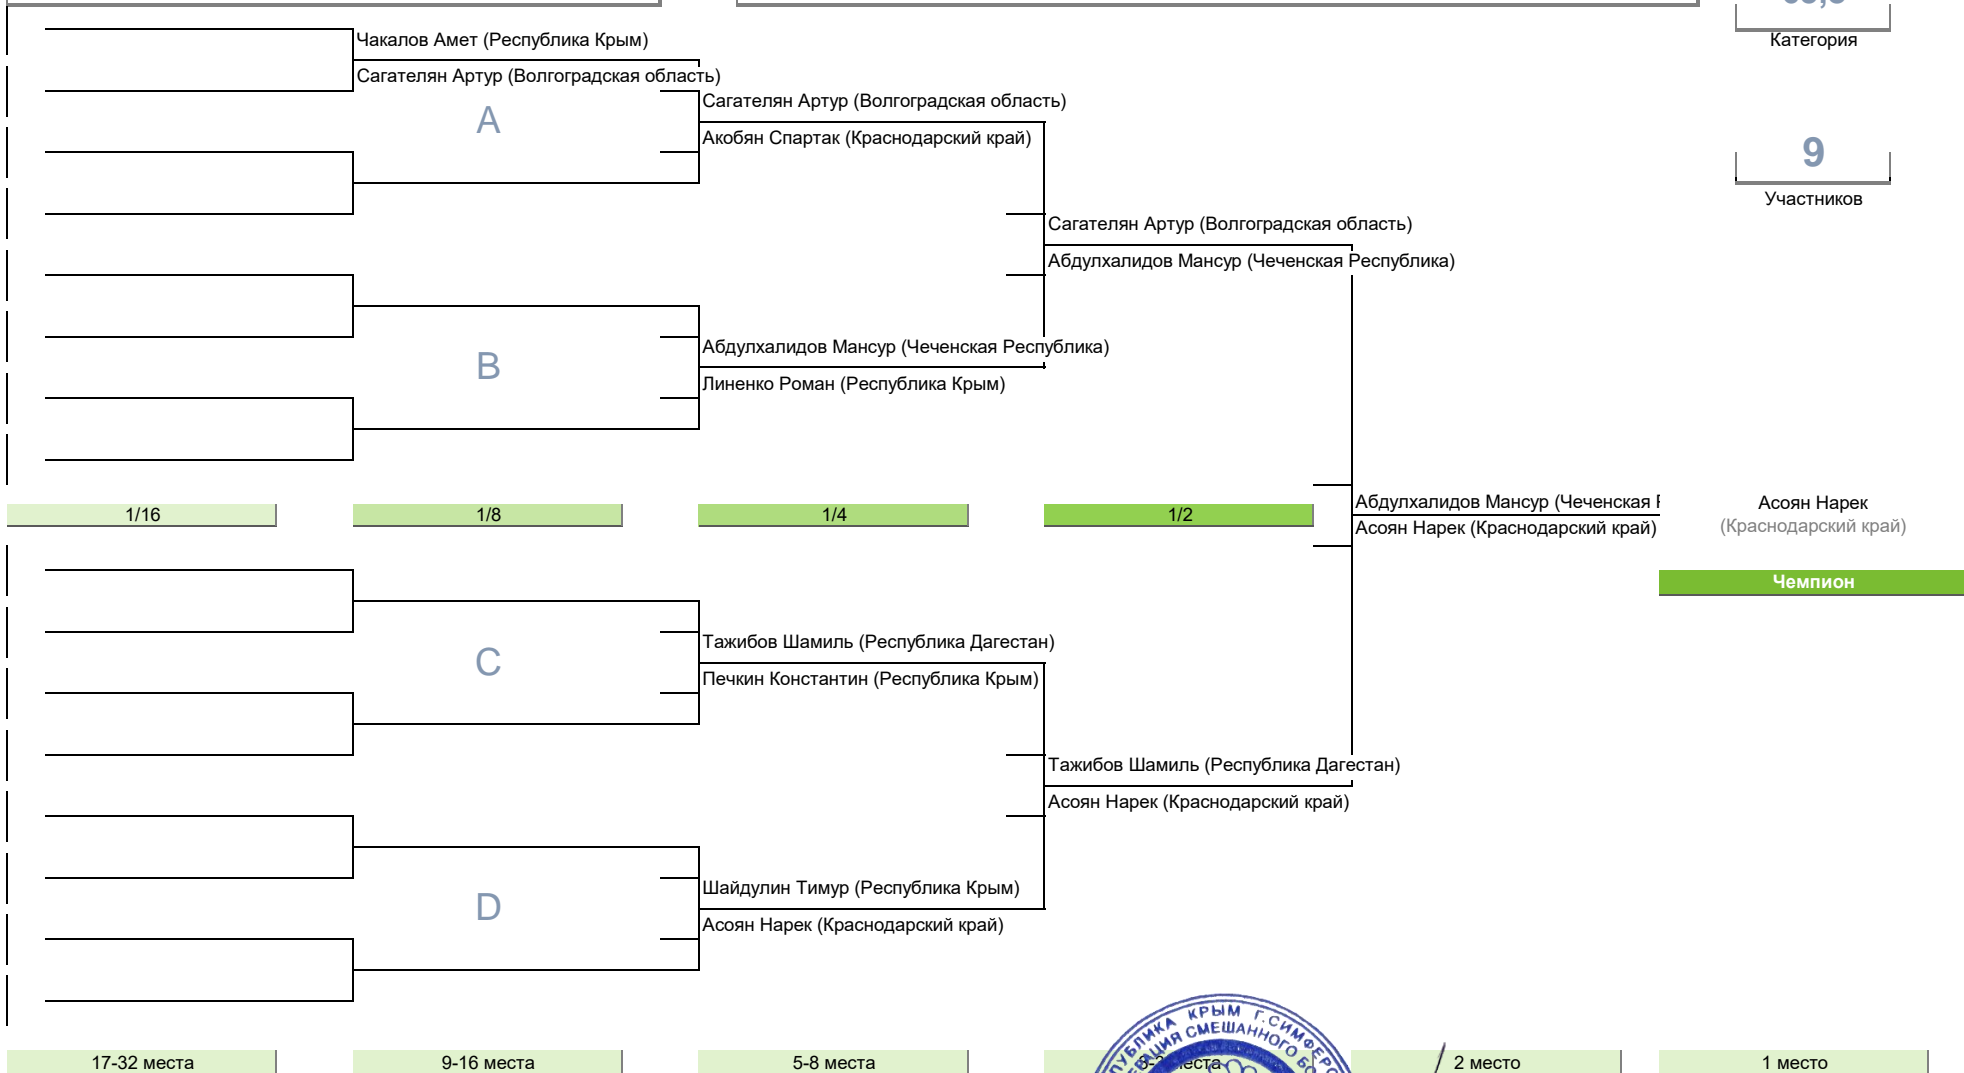 Категория
Чакалов Амет (Республика Крым)
Сагателян Артур (Волгоградская область)
A
Сагателян Артур (Волгоградская область)
Акобян Спартак (Краснодарский край)
9
Участников
Сагателян Артур (Волгоградская область)
Абдулхалидов Мансур (Чеченская Республика)
B
Абдулхалидов Мансур (Чеченская Республика)
Линенко Роман (Республика Крым)
1/16
1/8
1/4
1/2
Абдулхалидов Мансур (Чеченская
Асоян Нарек (Краснодарский край)
Асоян Нарек
(Краснодарский край)
Чемпион
C
Тажибов Шамиль (Республика Дагестан)
Печкин Константин (Республика Крым)
Тажибов Шамиль (Республика Дагестан)
Асоян Нарек (Краснодарский край)
D
Шайдулин Тимур (Республика Крым)
Асоян Нарек (Краснодарский край)
КРЫМ
СМЕШАННОГО
17-32 места
9-16 места
5-8 места
2 место
1 место